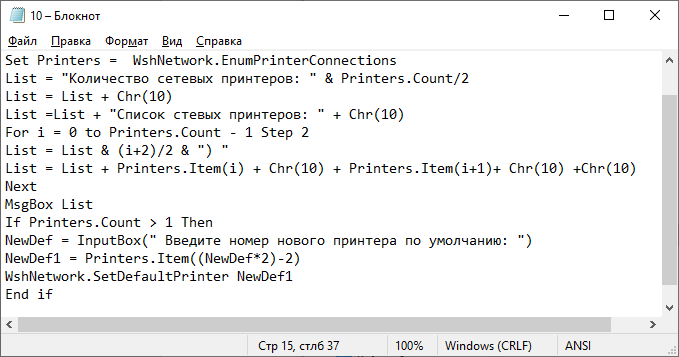 10 – Блокнот
Файл Правка Формат Вид Справка
Set Printers =  WshNetwork.EnumPrinterConnections
List = "Количество сетевых принтеров: " & Printers.Count/2
List = List + Chr(10)
List =List + "Список стевых принтеров: " + Chr(10)
For i = 0 to Printers.Count - 1 Step 2
List = List & (i+2)/2 & ") "
List = List + Printers.Item(i) + Chr(10) + Printers.Item(i+1)+ Chr(10) +Chr(10)
Next
MsgBox List
If Printers.Count > 1 Then
NewDef = InputBox(" Введите номер нового принтера по умолчанию: ")
NewDef1 = Printers.Item((NewDef*2)-2)
WshNetwork.SetDefaultPrinter NewDef1
End if
Стр 15, стлб 37 100% Windows (CRLF) ANSI